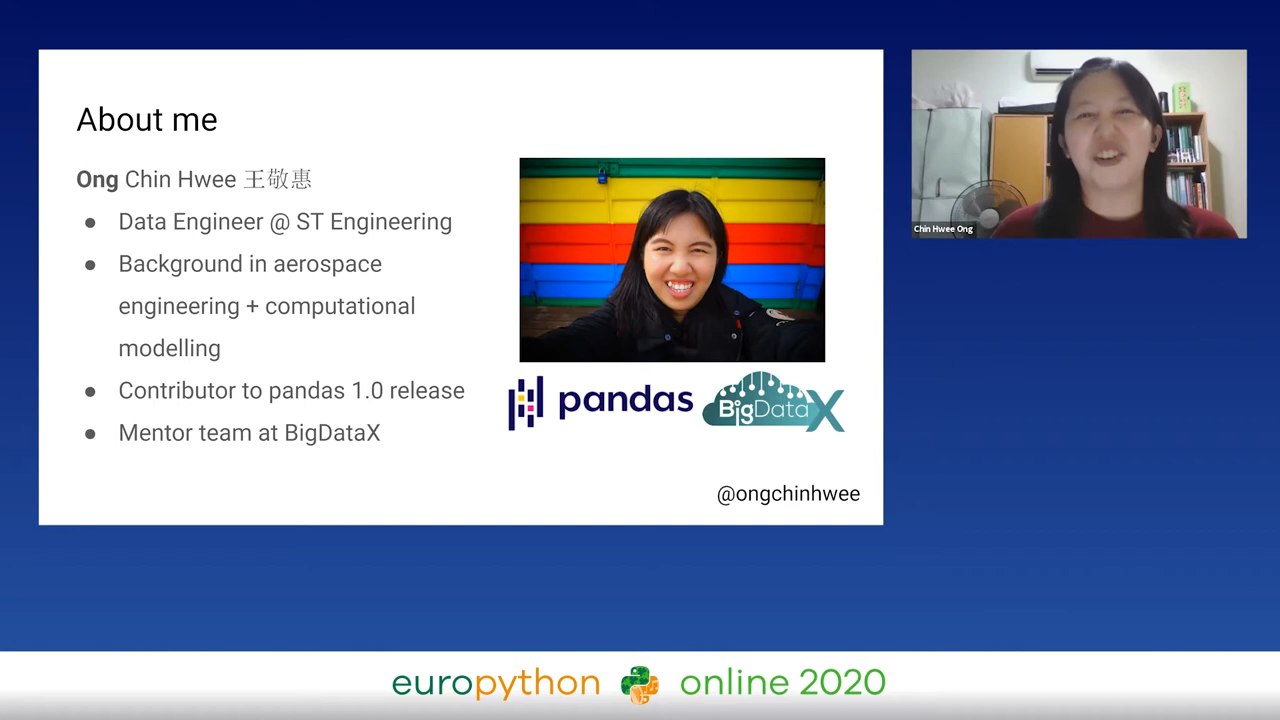 About me
Ong Chin Hwee 王敬惠
● Data Engineer @ ST Engineering
● Background in aerospace
engineering + computational
modelling
● Contributor to pandas 1.0 release
● Mentor team at BigDataX
pandas
BigDataX
@ongchinhwee
Chin Hwee Ong
europython online 2020